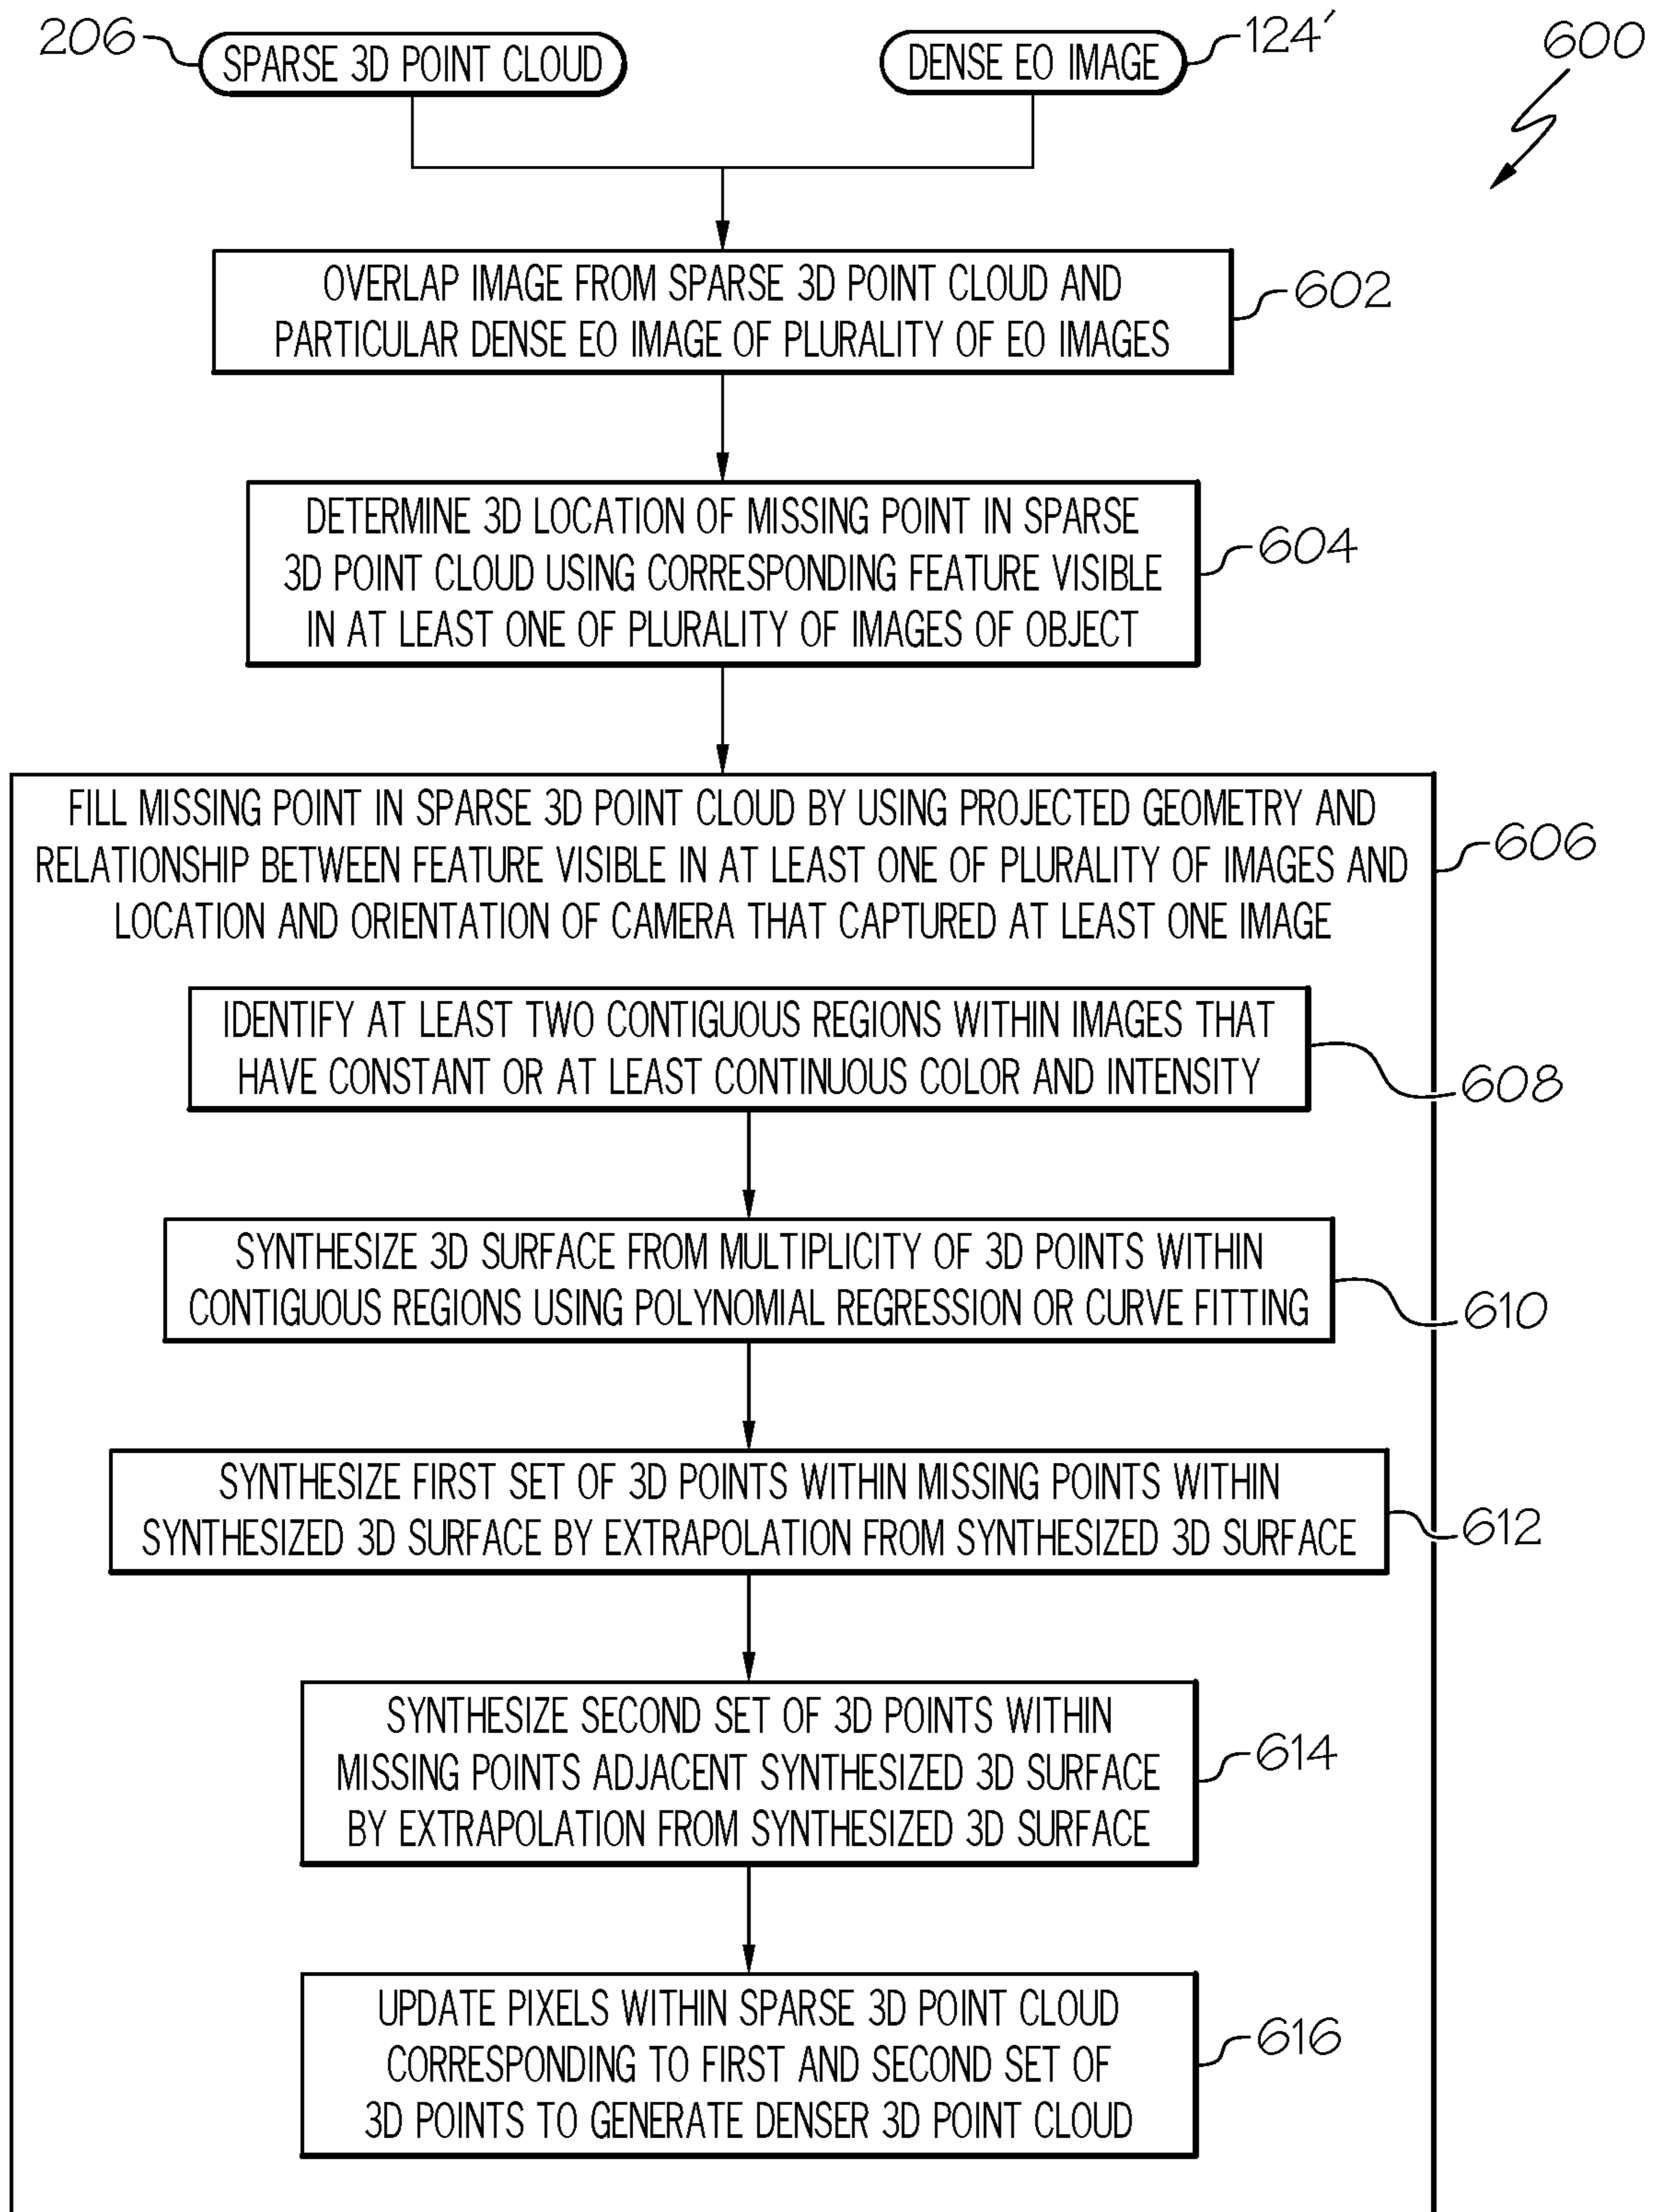 206
SPARSE 3D POINT CLOUD
DENSE EO IMAGE
124'
600
OVERLAP IMAGE FROM SPARSE 3D POINT CLOUD AND
PARTICULAR DENSE EO IMAGE OF PLURALITY OF EO IMAGES
602
DETERMINE 3D LOCATION OF MISSING POINT IN SPARSE
3D POINT CLOUD USING CORRESPONDING FEATURE VISIBLE
IN AT LEAST ONE OF PLURALITY OF IMAGES OF OBJECT
604
FILL MISSING POINT IN SPARSE 3D POINT CLOUD BY USING PROJECTED GEOMETRY AND
RELATIONSHIP BETWEEN FEATURE VISIBLE IN AT LEAST ONE OF PLURALITY OF IMAGES AND
LOCATION AND ORIENTATION OF CAMERA THAT CAPTURED AT LEAST ONE IMAGE
606
IDENTIFY AT LEAST TWO CONTIGUOUS REGIONS WITHIN IMAGES THAT
HAVE CONSTANT OR AT LEAST CONTINUOUS COLOR AND INTENSITY
608
SYNTHESIZE 3D SURFACE FROM MULTIPLICITY OF 3D POINTS WITHIN
CONTIGUOUS REGIONS USING POLYNOMIAL REGRESSION OR CURVE FITTING
610
SYNTHESIZE FIRST SET OF 3D POINTS WITHIN MISSING POINTS WITHIN
SYNTHESIZED 3D SURFACE BY EXTRAPOLATION FROM SYNTHESIZED 3D SURFACE
612
SYNTHESIZE SECOND SET OF 3D POINTS WITHIN
MISSING POINTS ADJACENT SYNTHESIZED 3D SURFACE
BY EXTRAPOLATION FROM SYNTHESIZED 3D SURFACE
614
UPDATE PIXELS WITHIN SPARSE 3D POINT CLOUD
CORRESPONDING TO FIRST AND SECOND SET OF
3D POINTS TO GENERATE DENSER 3D POINT CLOUD
616